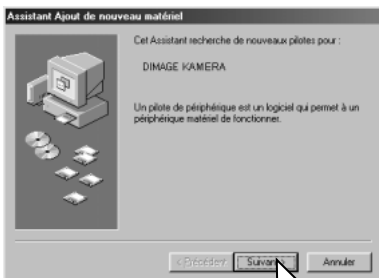 Assistant Ajout de nouveau matériel
Cet Assistant recherche de nouveaux pilotes pour :
DIMAGE KAMERA
Un pilote de périphérique est un logiciel qui permet à un
périphérique matériel de fonctionner.
< Précédent Suivant > Annuler